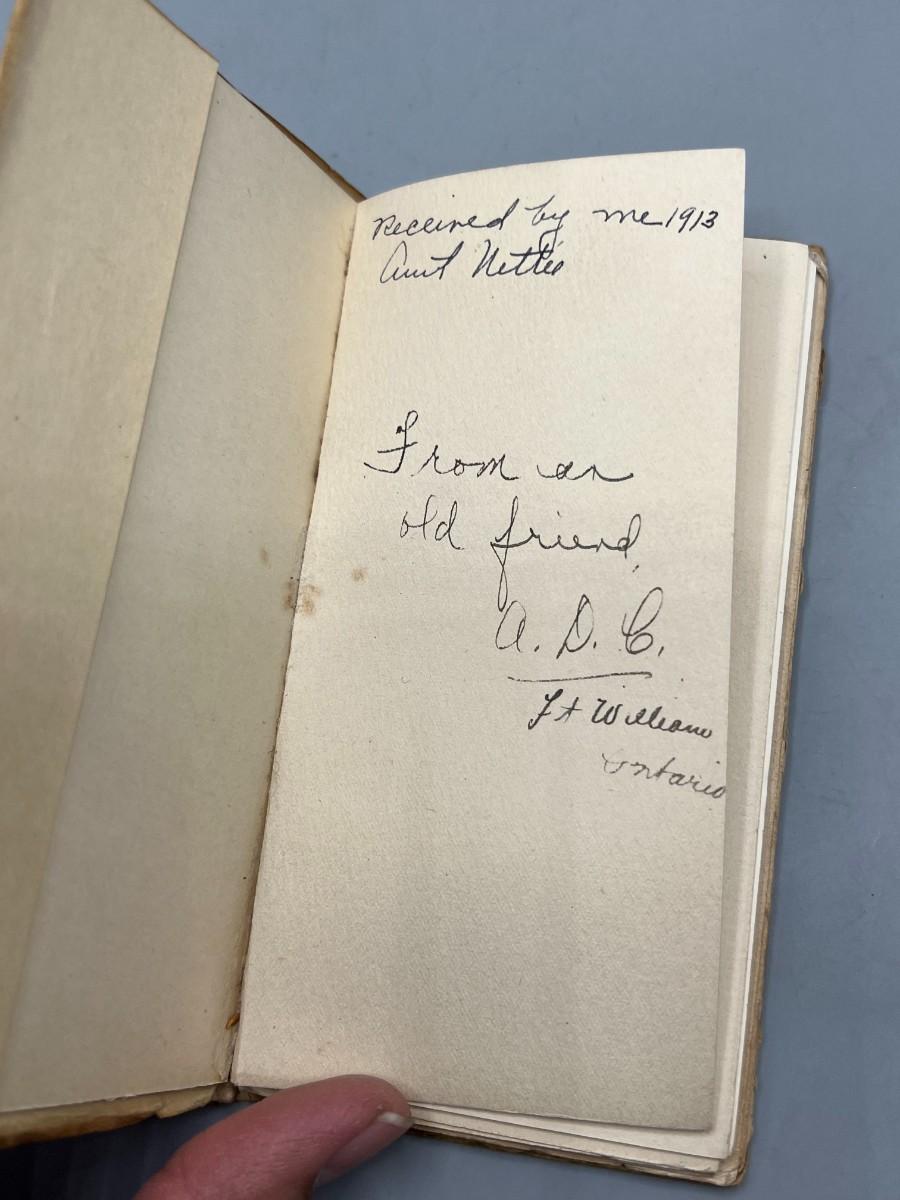 Received by me 1913
Aunt Nettie
From an
old friend,
A. D. C.
Ft William
Ontario